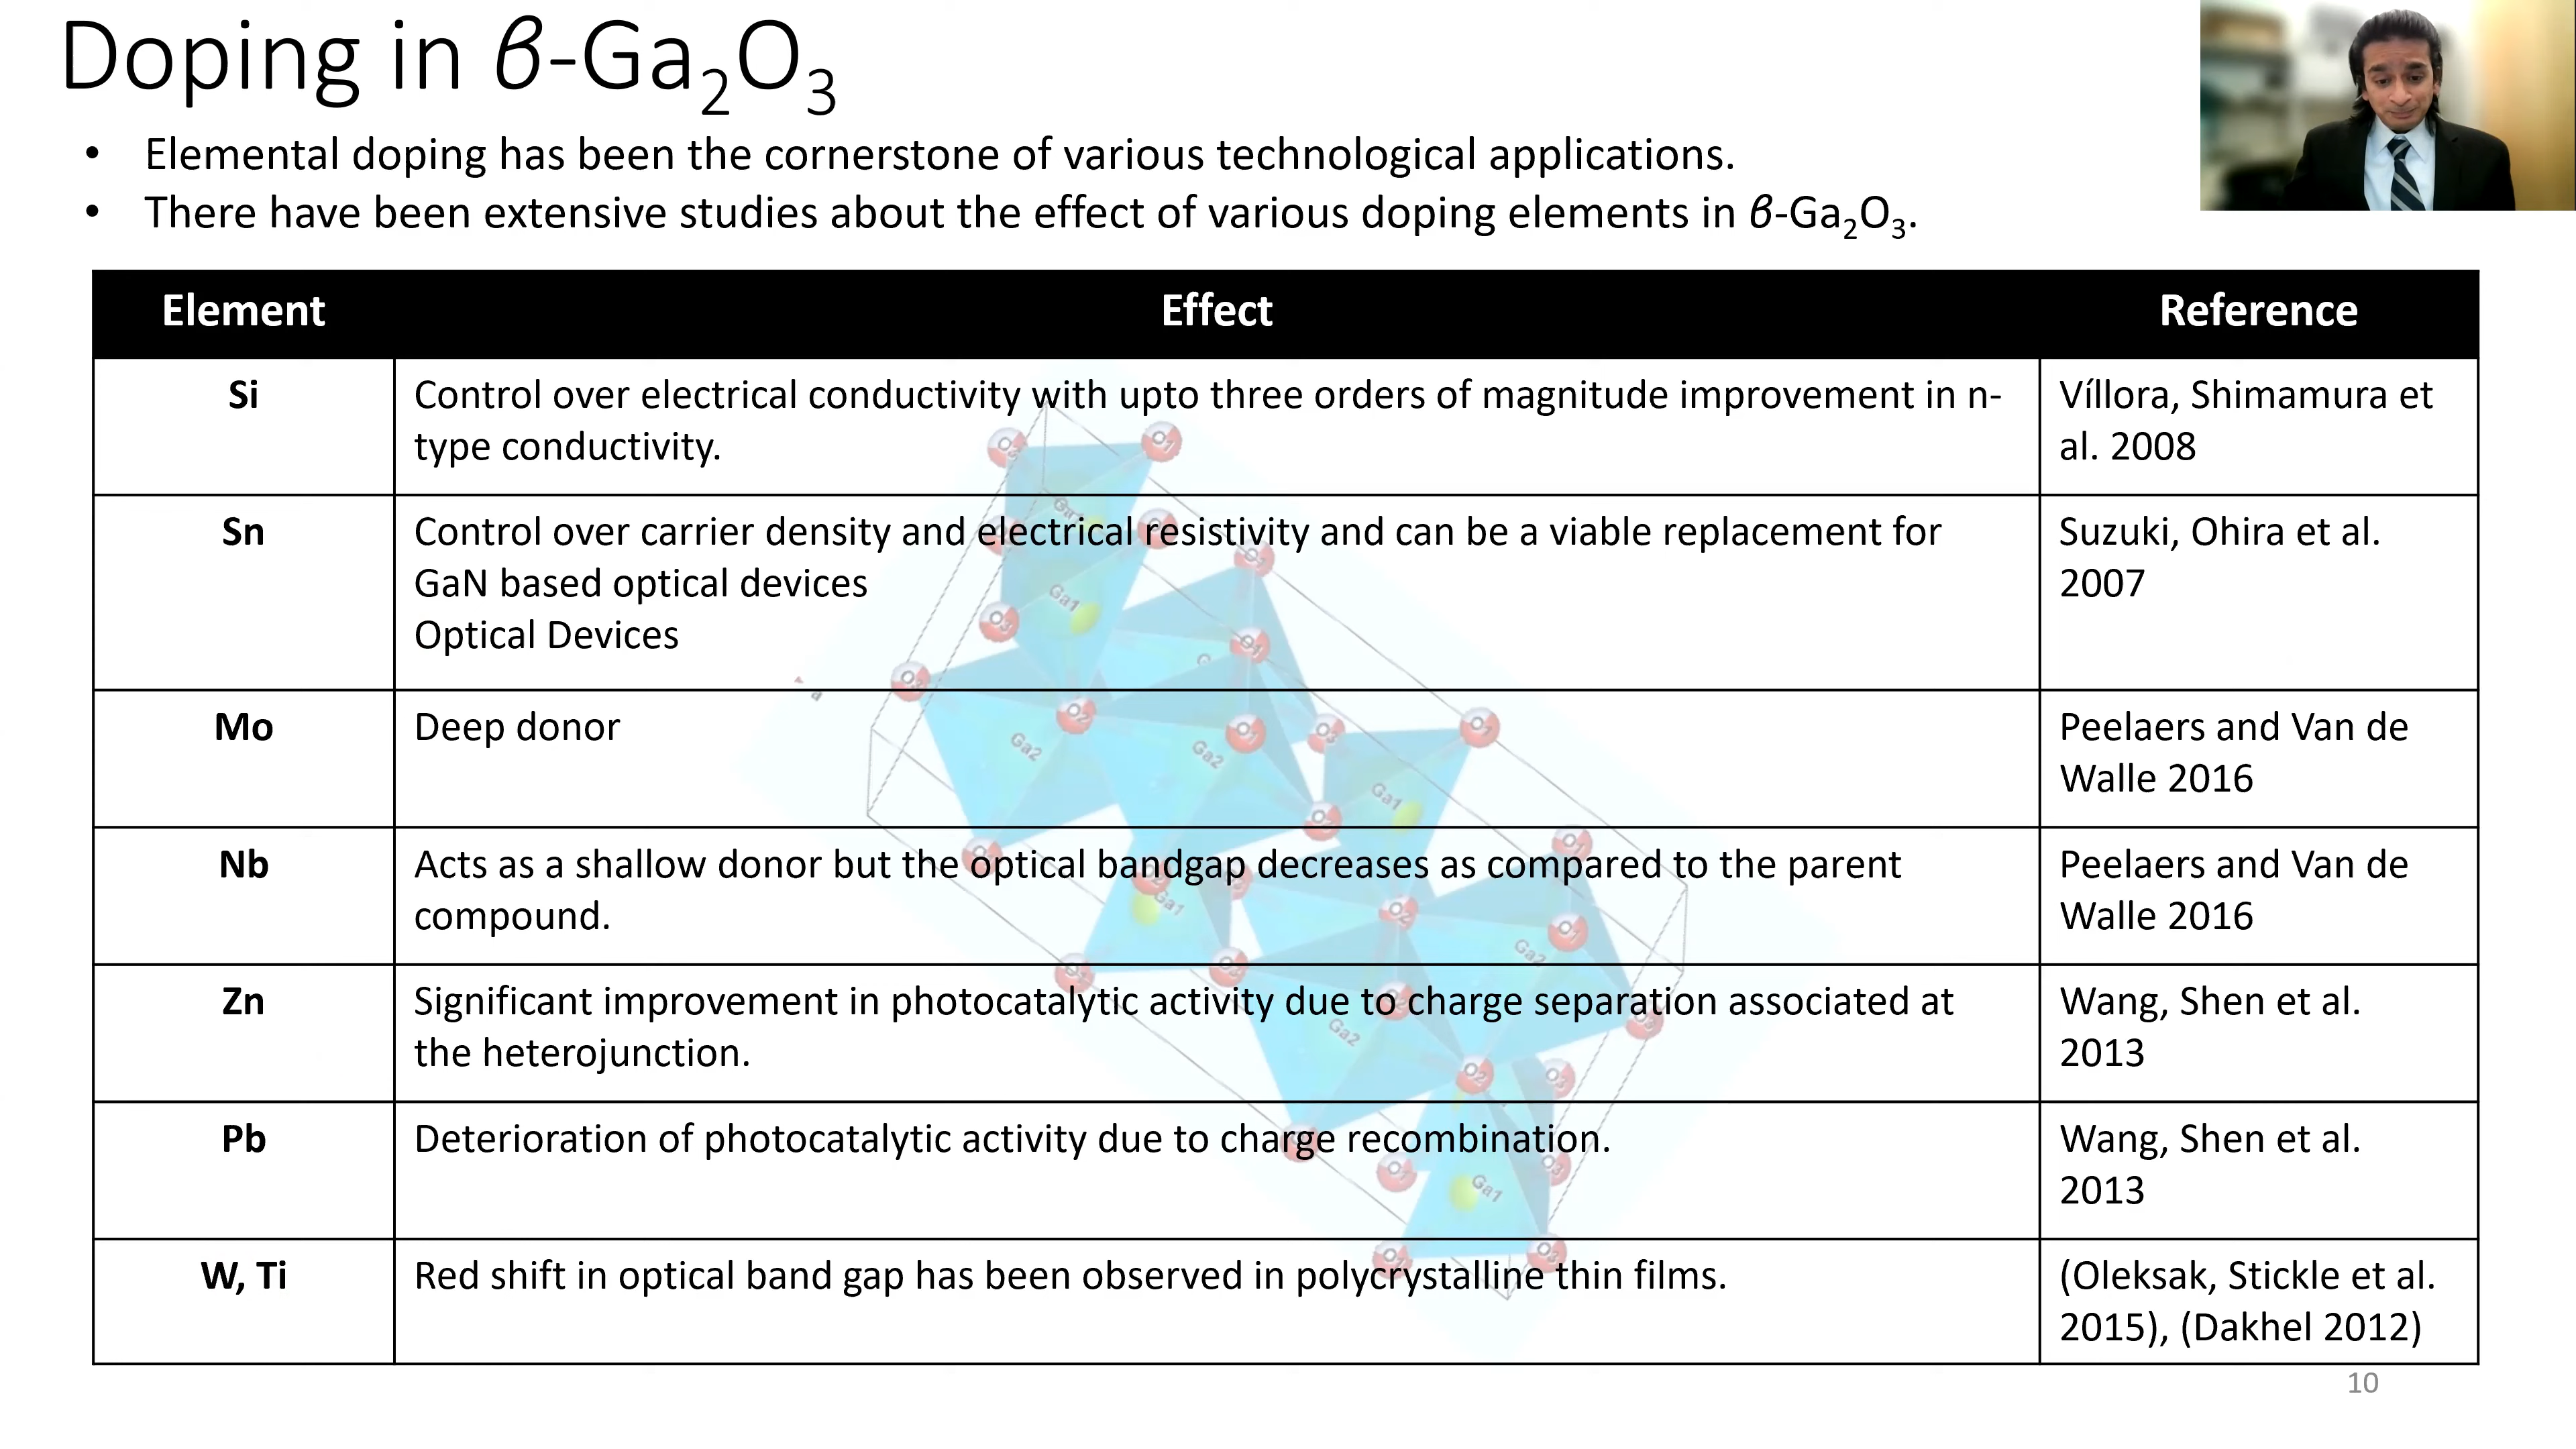 Doping in β-Ga₂O₃
• Elemental doping has been the cornerstone of various technological applications.
• There have been extensive studies about the effect of various doping elements in β-Ga₂O₃.
Element Effect Reference
Si
Control over electrical conductivity with upto three orders of magnitude improvement in n-
type conductivity.
Víllora, Shimamura et
al. 2008
Sn
Control over carrier density and electrical resistivity and can be a viable replacement for
GaN based optical devices
Optical Devices
Suzuki, Ohira et al.
2007
Mo
Deep donor
Peelaers and Van de
Walle 2016
Nb
Acts as a shallow donor but the optical bandgap decreases as compared to the parent
compound.
Peelaers and Van de
Walle 2016
Zn
Significant improvement in photocatalytic activity due to charge separation associated at
the heterojunction.
Wang, Shen et al.
2013
Pb
Deterioration of photocatalytic activity due to charge recombination.
Wang, Shen et al.
2013
W, Ti
Red shift in optical band gap has been observed in polycrystalline thin films.
(Oleksak, Stickle et al.
2015), (Dakhel 2012)
10